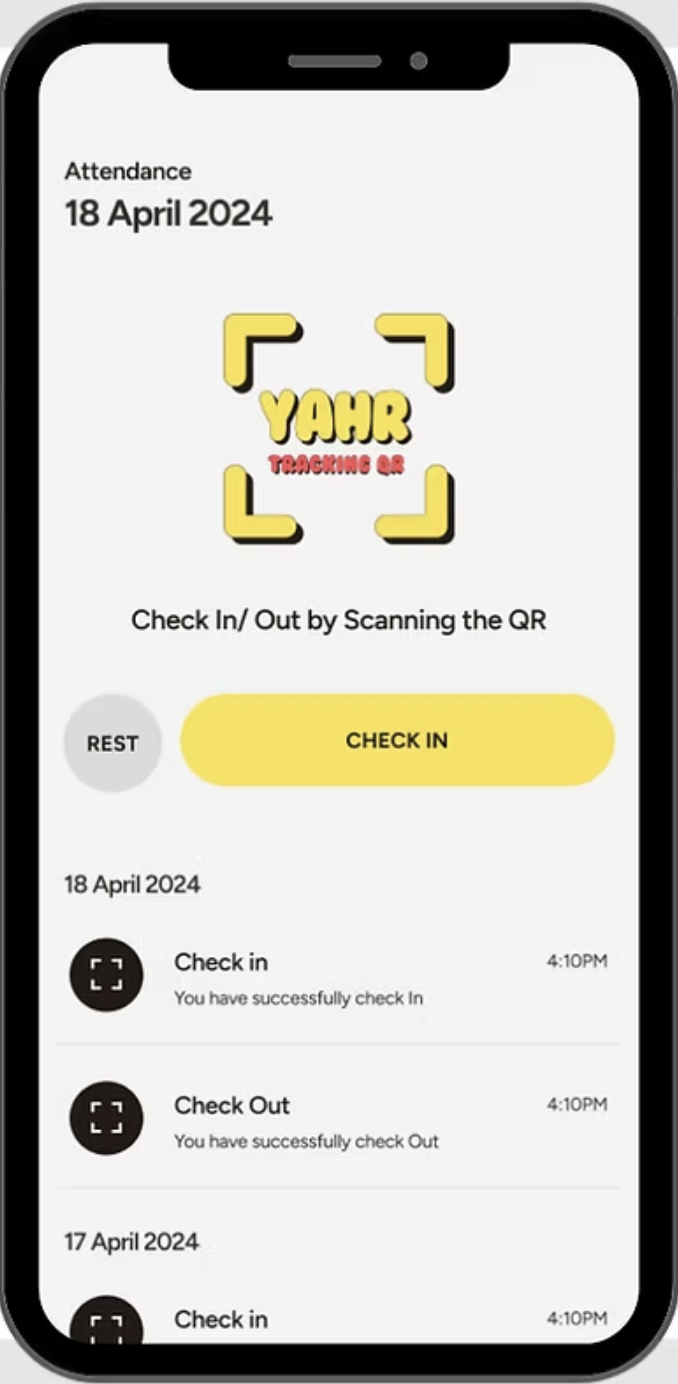 Attendance
18 April 2024
YAHR
TRACKING QR
Check In/ Out by Scanning the QR
REST
CHECK IN
18 April 2024
Check in 4:10PM
You have successfully check In
Check Out 4:10PM
You have successfully check Out
17 April 2024
Check in 4:10PM